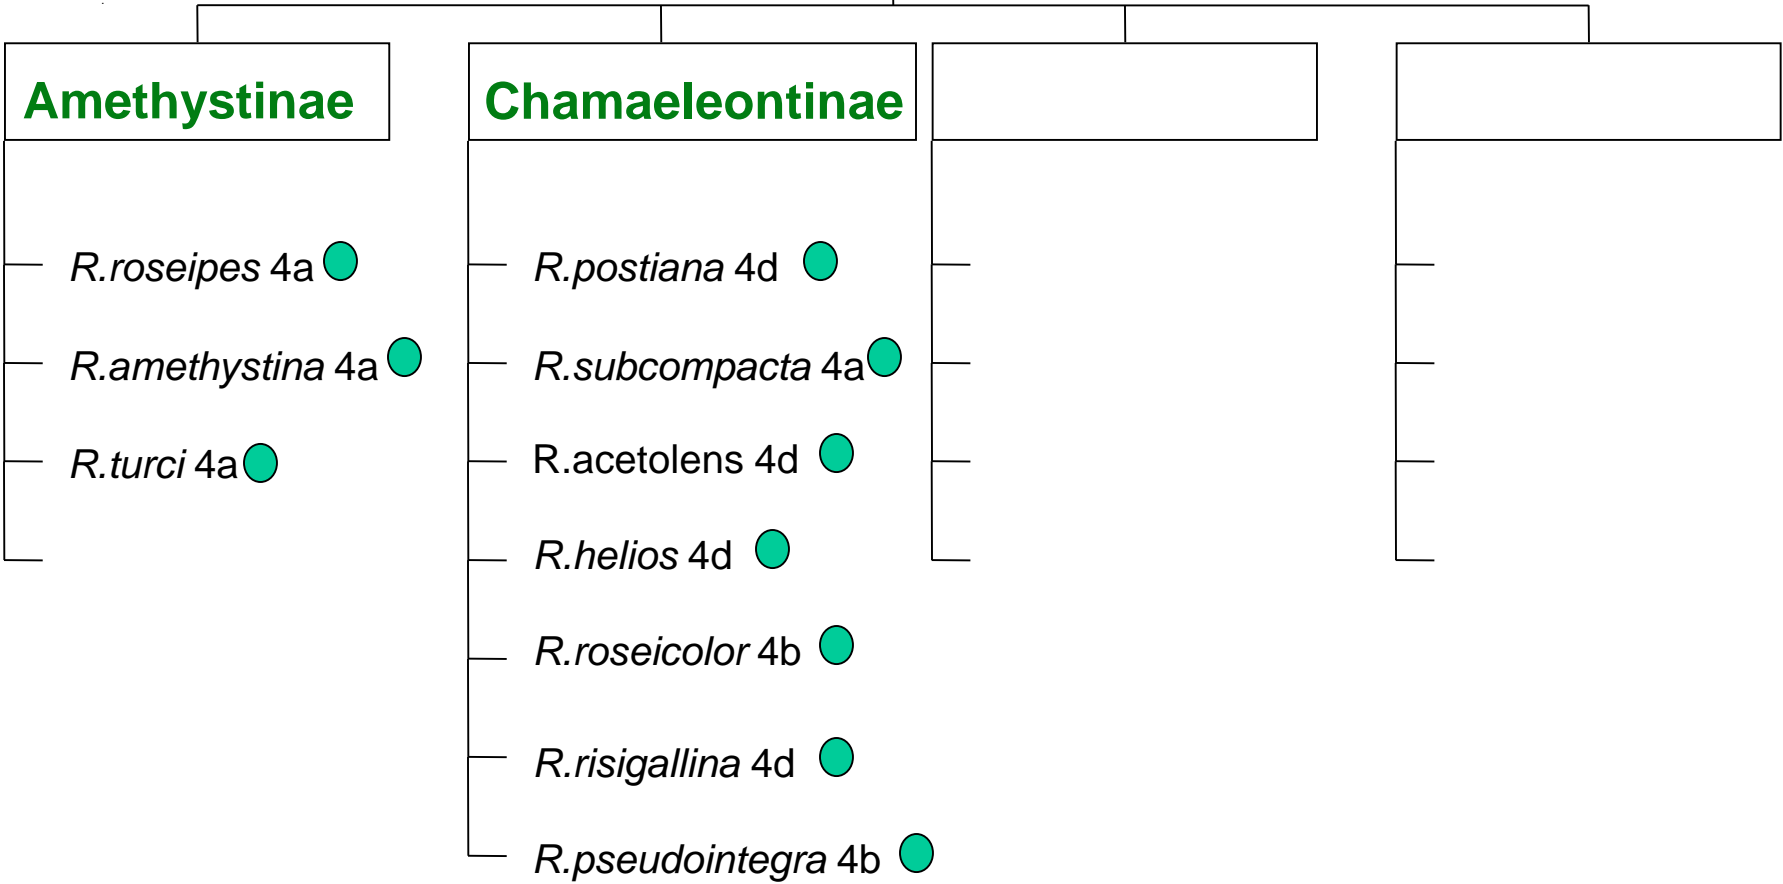 Amethystinae
R.roseipes 4a
R.amethystina 4a
R.turci 4a
Chamaeleontinae
R.postiana 4d
R.subcompacta 4a
R.acetolens 4d
R.helios 4d
R.roseicolor 4b
R.risigallina 4d
R.pseudointegra 4b